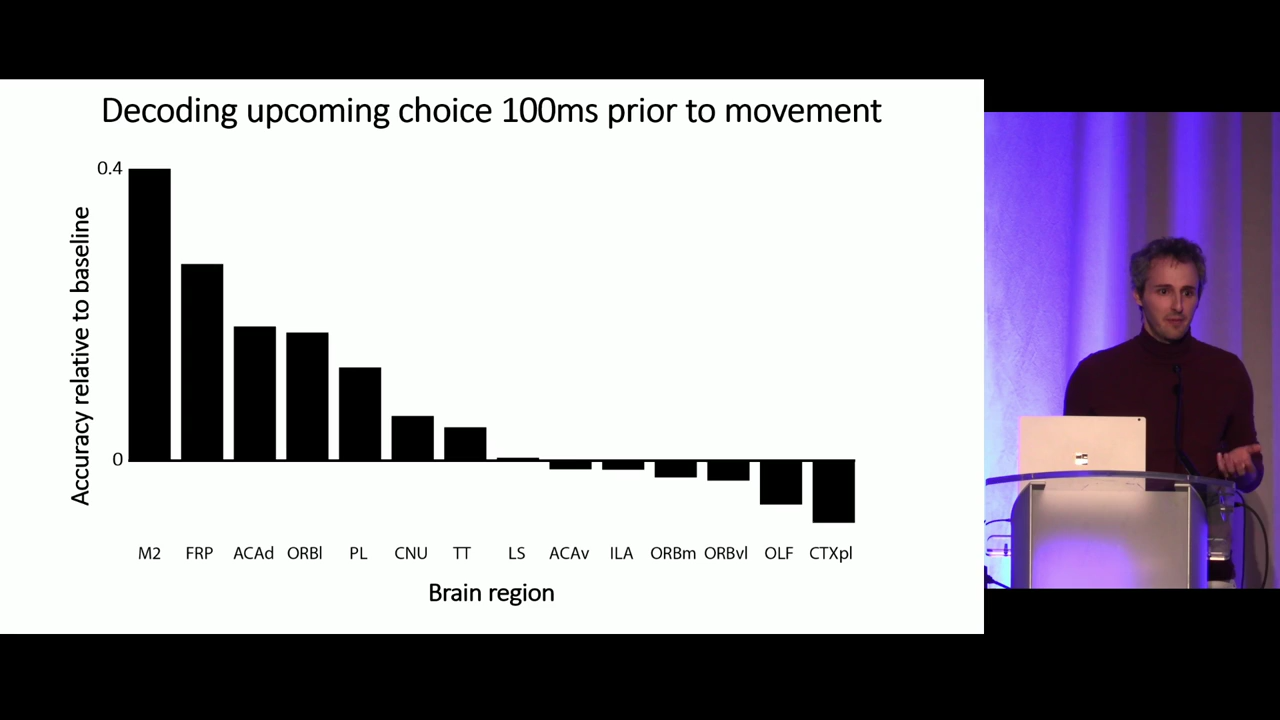 Decoding upcoming choice 100ms prior to movement
0.4
0
Accuracy relative to baseline
M2 FRP ACAd ORBl PL CNU TT LS ACAv ILA ORBm ORBvl OLF CTXpl
Brain region